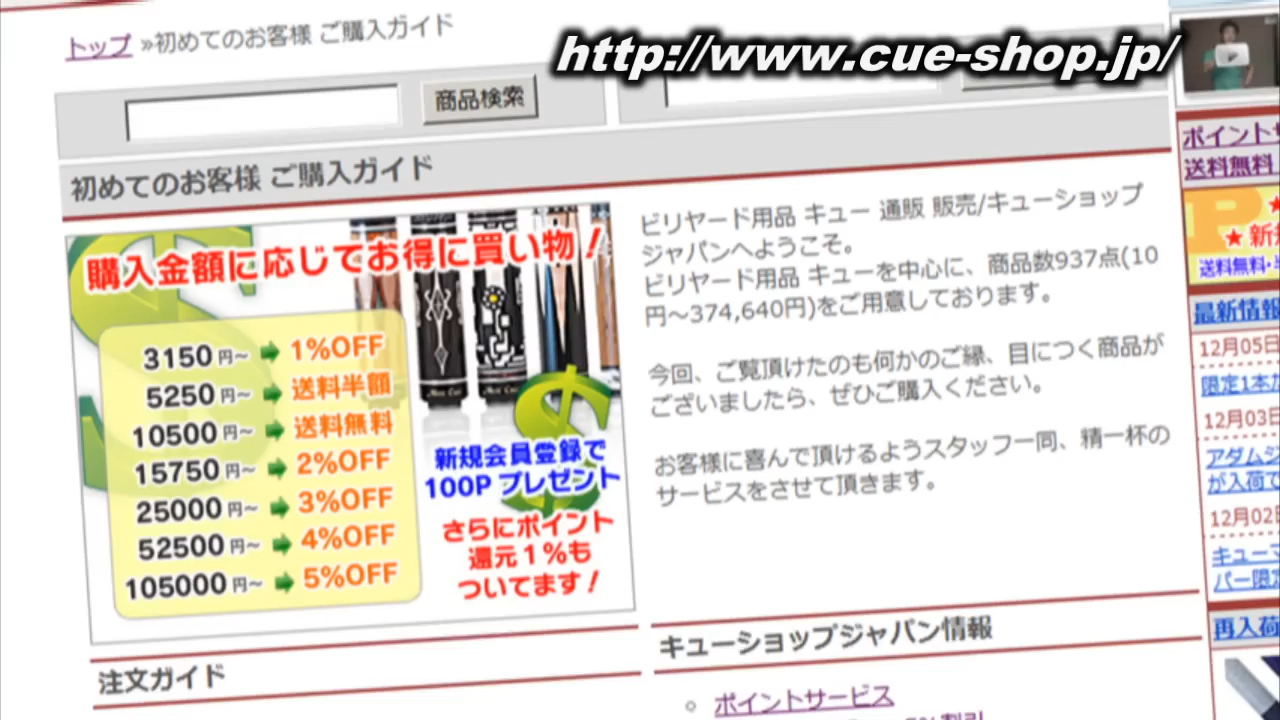 http://www.cue-shop.jp/
トップ »初めてのお客様 ご購入ガイド
商品検索
初めてのお客様 ご購入ガイド
購入金額に応じてお得に買い物！
3150円～ 1%OFF
5250円～ 送料半額
10500円～ 送料無料
15750円～ 2%OFF
25000円～ 3%OFF
52500円～ 4%OFF
105000円～ 5%OFF
新規会員登録で
100P プレゼント
さらにポイント
還元１％も
ついてます！
ビリヤード用品 キュー 通販 販売/キューショップ
ジャパンへようこそ。
ビリヤード用品 キューを中心に、商品数937点(10
円～374,640円)をご用意しております。
今回、ご覧頂けたのも何かのご縁、目につく商品が
ございましたら、ぜひご購入ください。
お客様に喜んで頂けるようスタッフ一同、精一杯の
サービスをさせて頂きます。
注文ガイド
キューショップジャパン情報
ポイントサービス
ポイント
送料無料
★新
送料無料・
最新情報
12月05日
限定1本
12月03日
アダムジ
が入荷で
12月02
キューマ
バー限定
再入荷